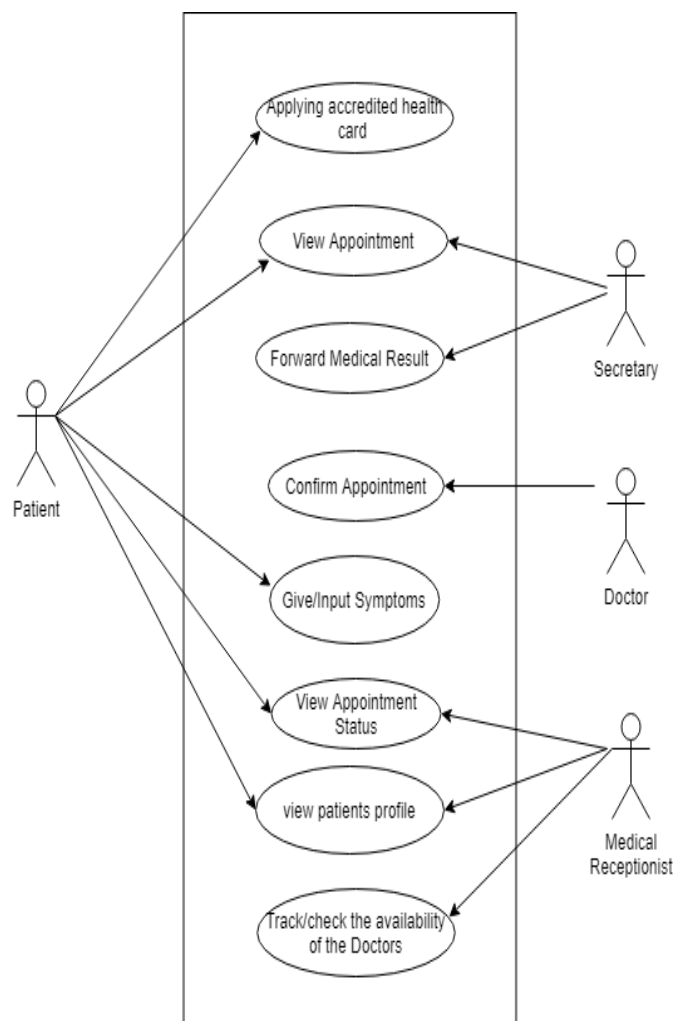 Applying accredited health
card
View Appointment
Forward Medical Result
Secretary
Patient
Confirm Appointment
Doctor
Give/Input Symptoms
View Appointment
Status
view patients profile
Medical
Receptionist
Track/check the availability
of the Doctors